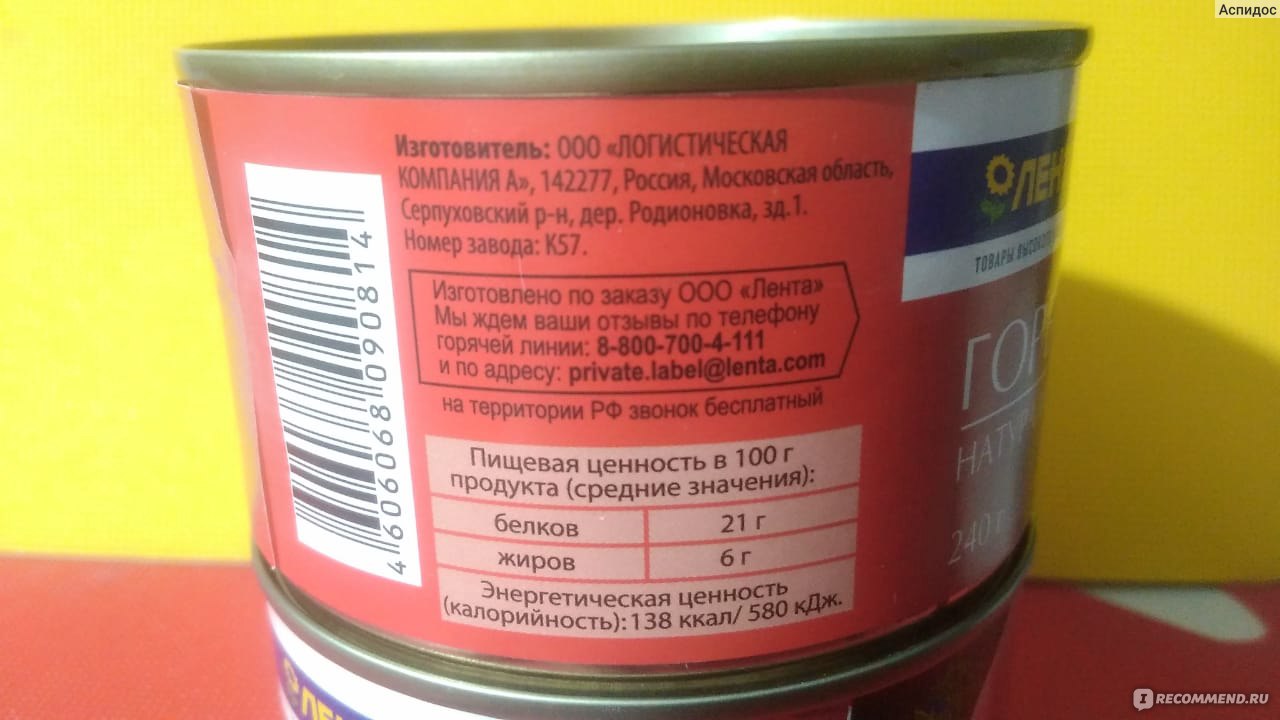 Аспидос
Изготовитель: ООО «ЛОГИСТИЧЕСКАЯ
КОМПАНИЯ А», 142277, Россия, Московская область,
Серпуховский р-н, дер. Родионовка, зд.1.
Номер завода: К57.
Изготовлено по заказу ООО «Лента»
Мы ждем ваши отзывы по телефону
горячей линии: 8-800-700-4-111
и по адресу: private.label@lenta.com
на территории РФ звонок бесплатный
Пищевая ценность в 100 г
продукта (средние значения):
белков 21 г
жиров 6 г
Энергетическая ценность
(калорийность): 138 ккал/ 580 кДж.
4606068090814
ТОВАРЫ
240 г
I RECOMMEND.RU